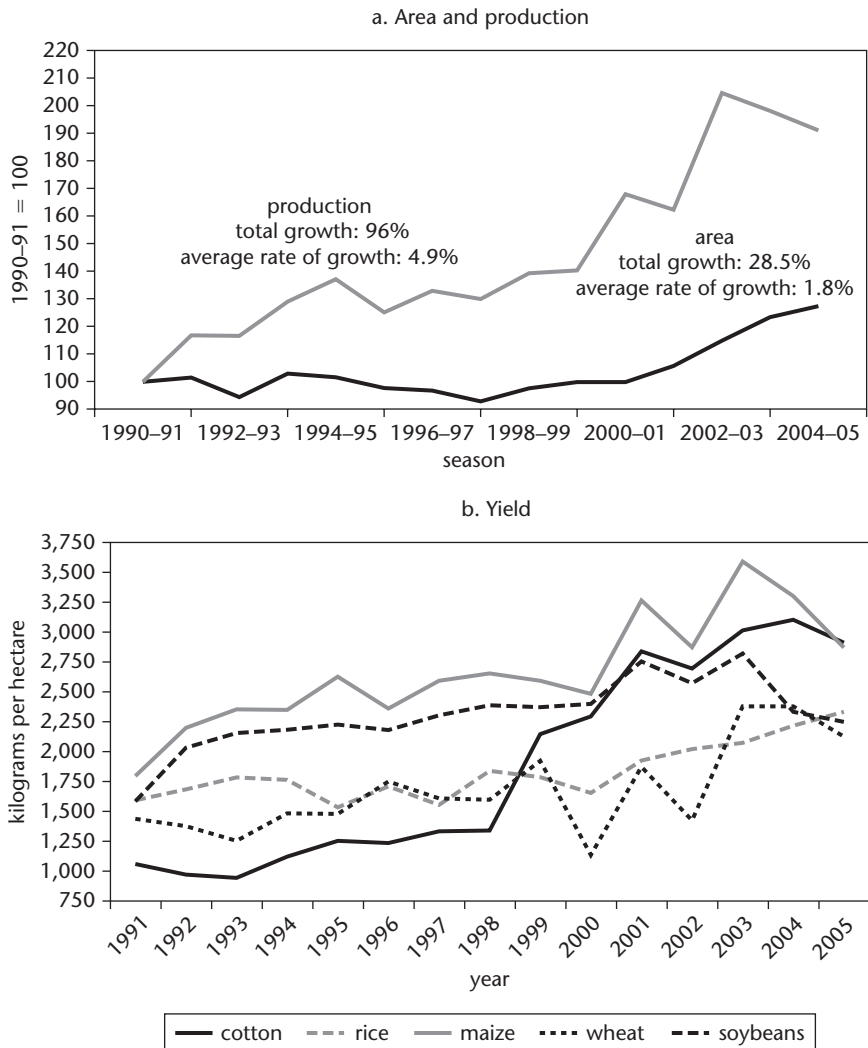 a. Area and production
220
210
200
190
180
170
160
150
140
130
120
110
100
90
1990–91 = 100
production
total growth: 96%
average rate of growth: 4.9%
area
total growth: 28.5%
average rate of growth: 1.8%
1990–91 1992–93 1994–95 1996–97 1998–99 2000–01 2002–03 2004–05
season
b. Yield
3,750
3,500
3,250
3,000
2,750
2,500
2,250
2,000
1,750
1,500
1,250
1,000
750
kilograms per hectare
1991 1992 1993 1994 1995 1996 1997 1998 1999 2000 2001 2002 2003 2004 2005
year
cotton rice maize wheat soybeans